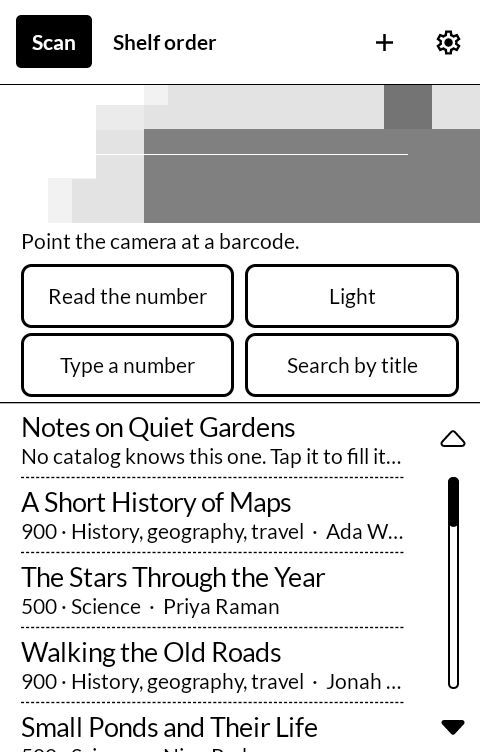 Scan
Shelf order
Point the camera at a barcode.
Read the number
Light
Type a number
Search by title
Notes on Quiet Gardens
No catalog knows this one. Tap it to fill it…
A Short History of Maps
900 · History, geography, travel · Ada W…
The Stars Through the Year
500 · Science · Priya Raman
Walking the Old Roads
900 · History, geography, travel · Jonah …
Small Ponds and Their Life